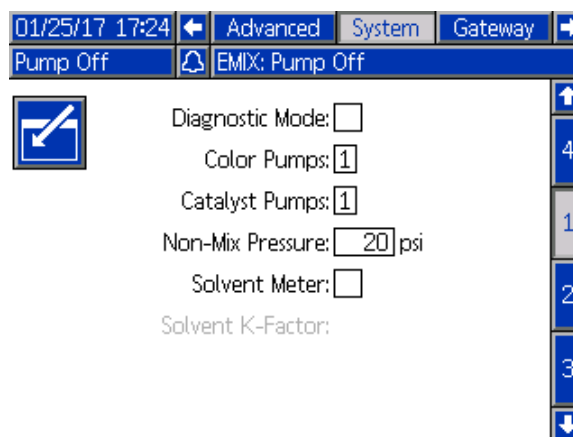 01/25/17 17:24 Advanced System Gateway
Pump Off EMIX: Pump Off
Diagnostic Mode:
4
Color Pumps: 1
Catalyst Pumps: 1
1
Non-Mix Pressure: 20 psi
Solvent Meter:
2
Solvent K-Factor:
3